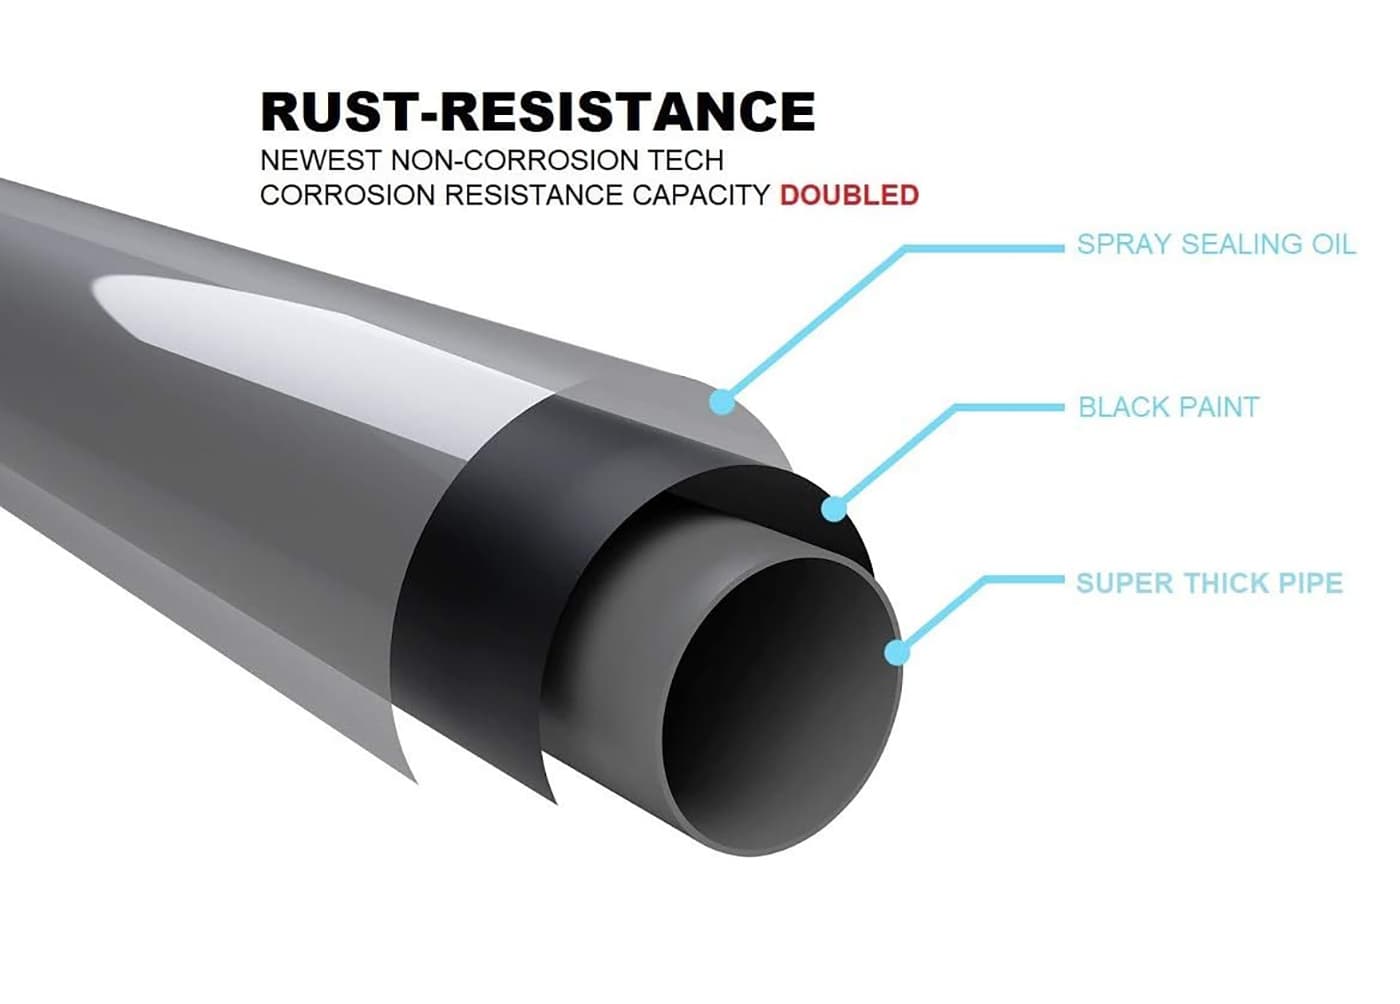 RUST-RESISTANCE
NEWEST NON-CORROSION TECH
CORROSION RESISTANCE CAPACITY DOUBLED
SPRAY SEALING OIL
BLACK PAINT
SUPER THICK PIPE